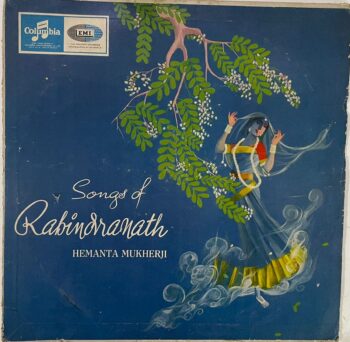 Columbia
EMI
Songs of
Rabindranath
HEMANTA MUKHERJI